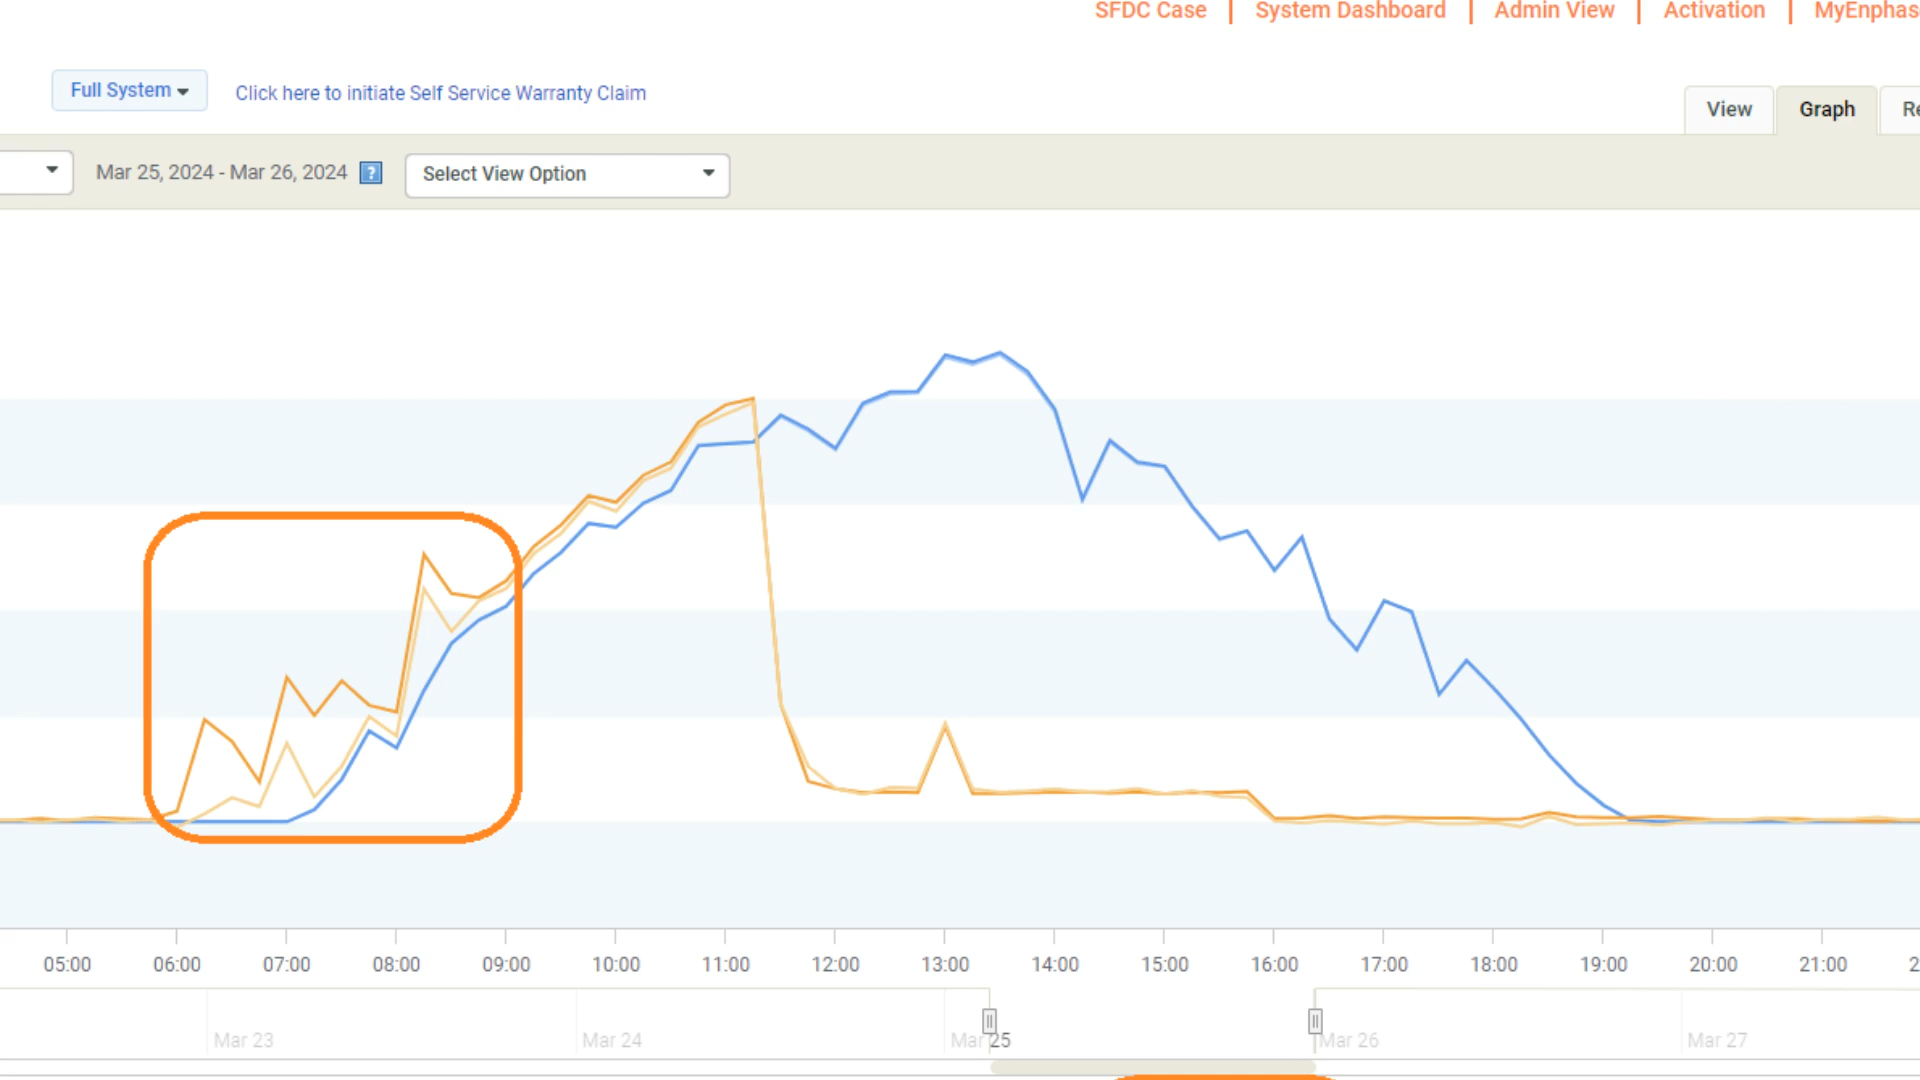 SFDC Case | System Dashboard | Admin View | Activation | MyEnphas
Full System
Click here to initiate Self Service Warranty Claim
View
Graph
Re
Mar 25, 2024 - Mar 26, 2024 ?
Select View Option
05:00 06:00 07:00 08:00 09:00 10:00 11:00 12:00 13:00 14:00 15:00 16:00 17:00 18:00 19:00 20:00 21:00 2
Mar 23 Mar 24 Mar 25 Mar 26 Mar 27